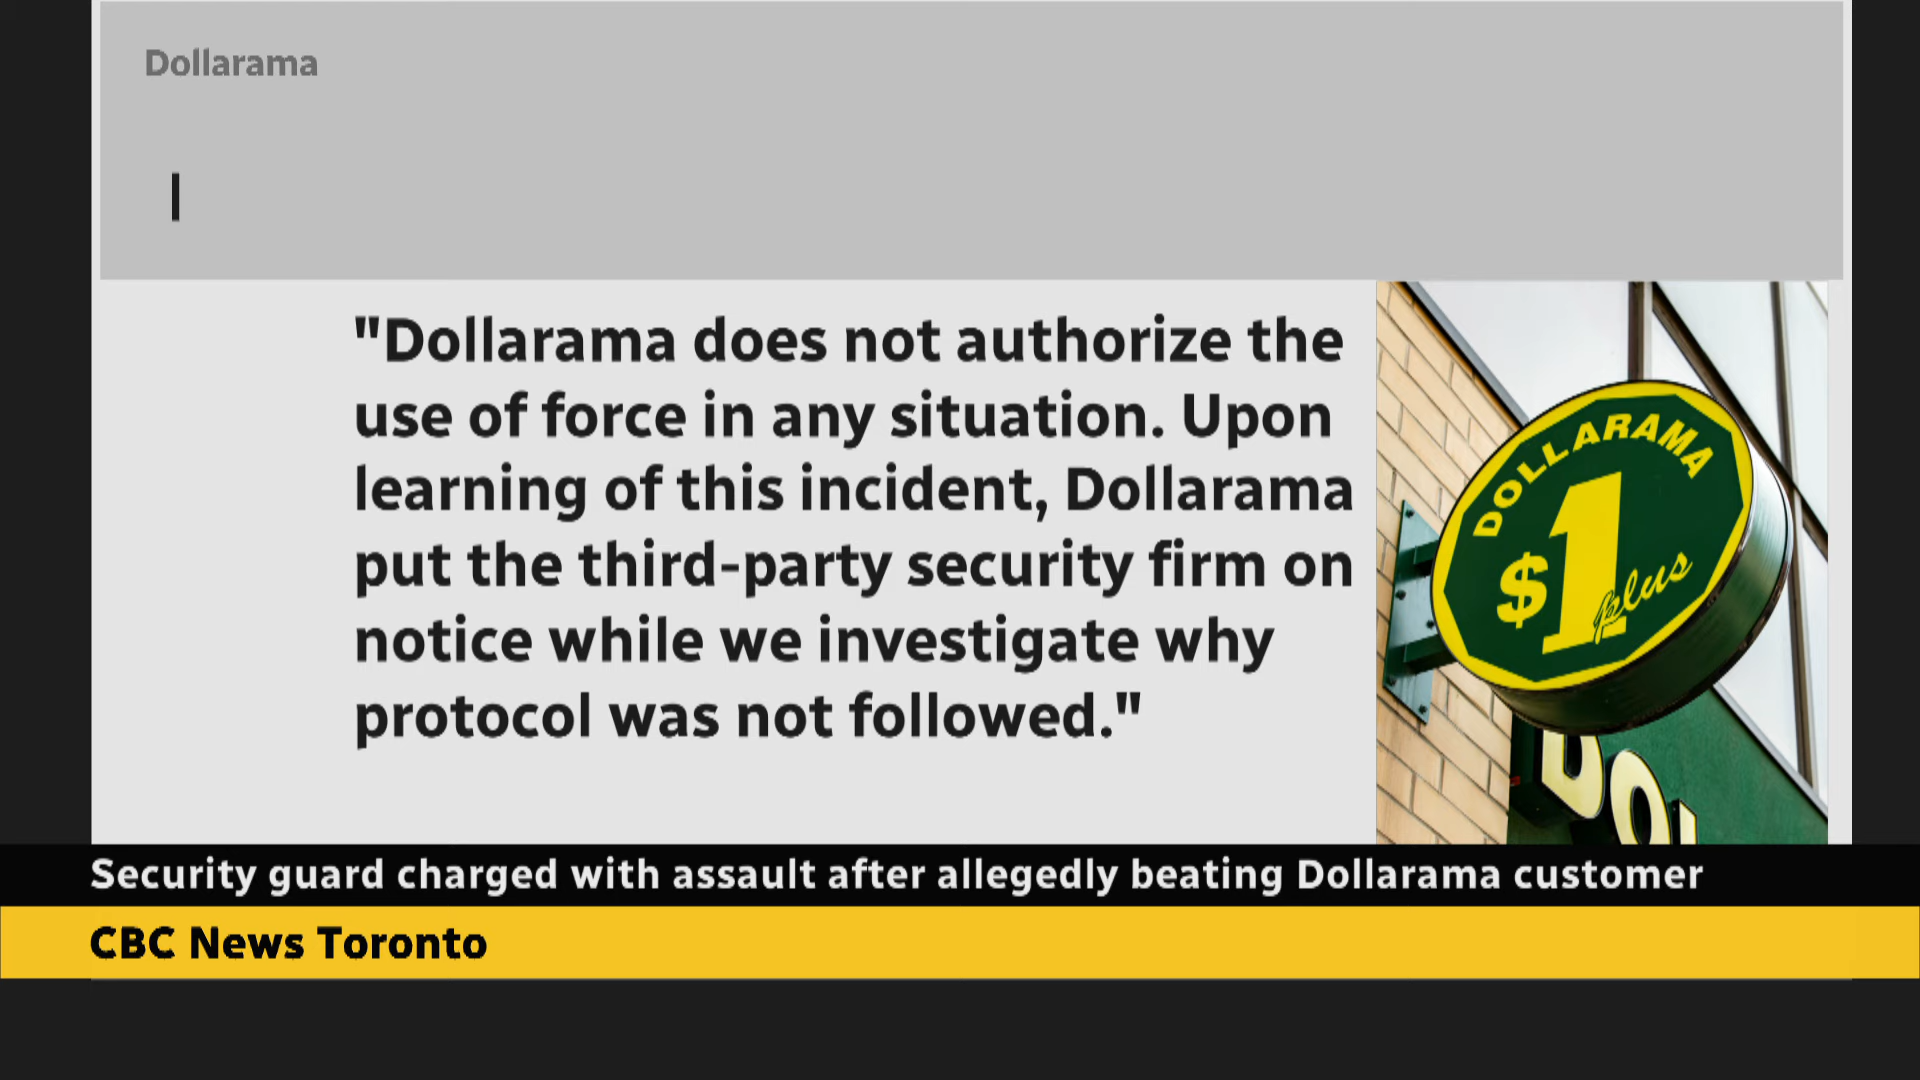 Dollarama
"Dollarama does not authorize the
use of force in any situation. Upon
learning of this incident, Dollarama
put the third-party security firm on
notice while we investigate why
protocol was not followed."
DOLLARAMA
$1 plus
DOL
Security guard charged with assault after allegedly beating Dollarama customer
CBC News Toronto